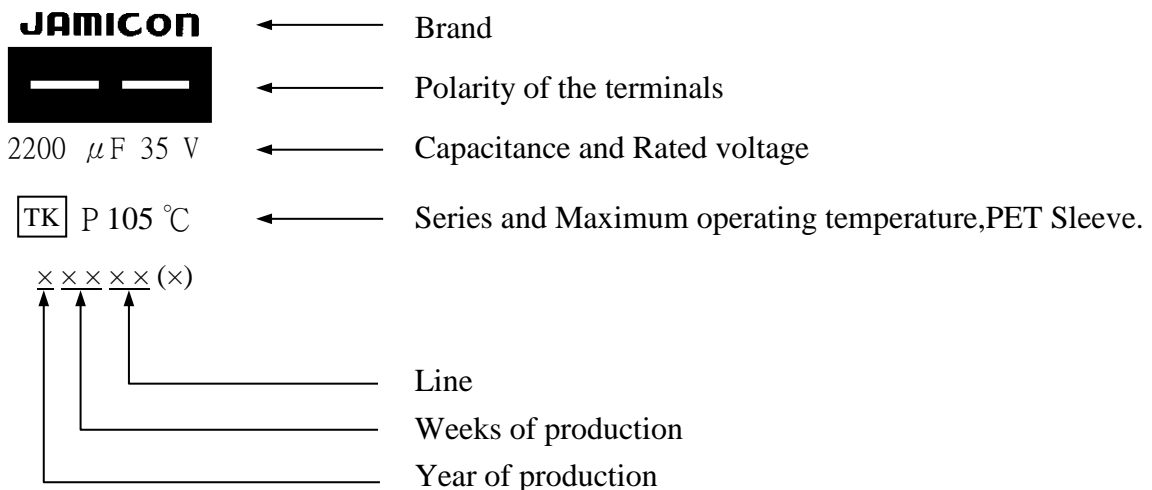 JAMICON Brand
Polarity of the terminals
2200 μF 35 V Capacitance and Rated voltage
TK P 105 ℃ Series and Maximum operating temperature,PET Sleeve.
× × × × × (×)
Line
Weeks of production
Year of production